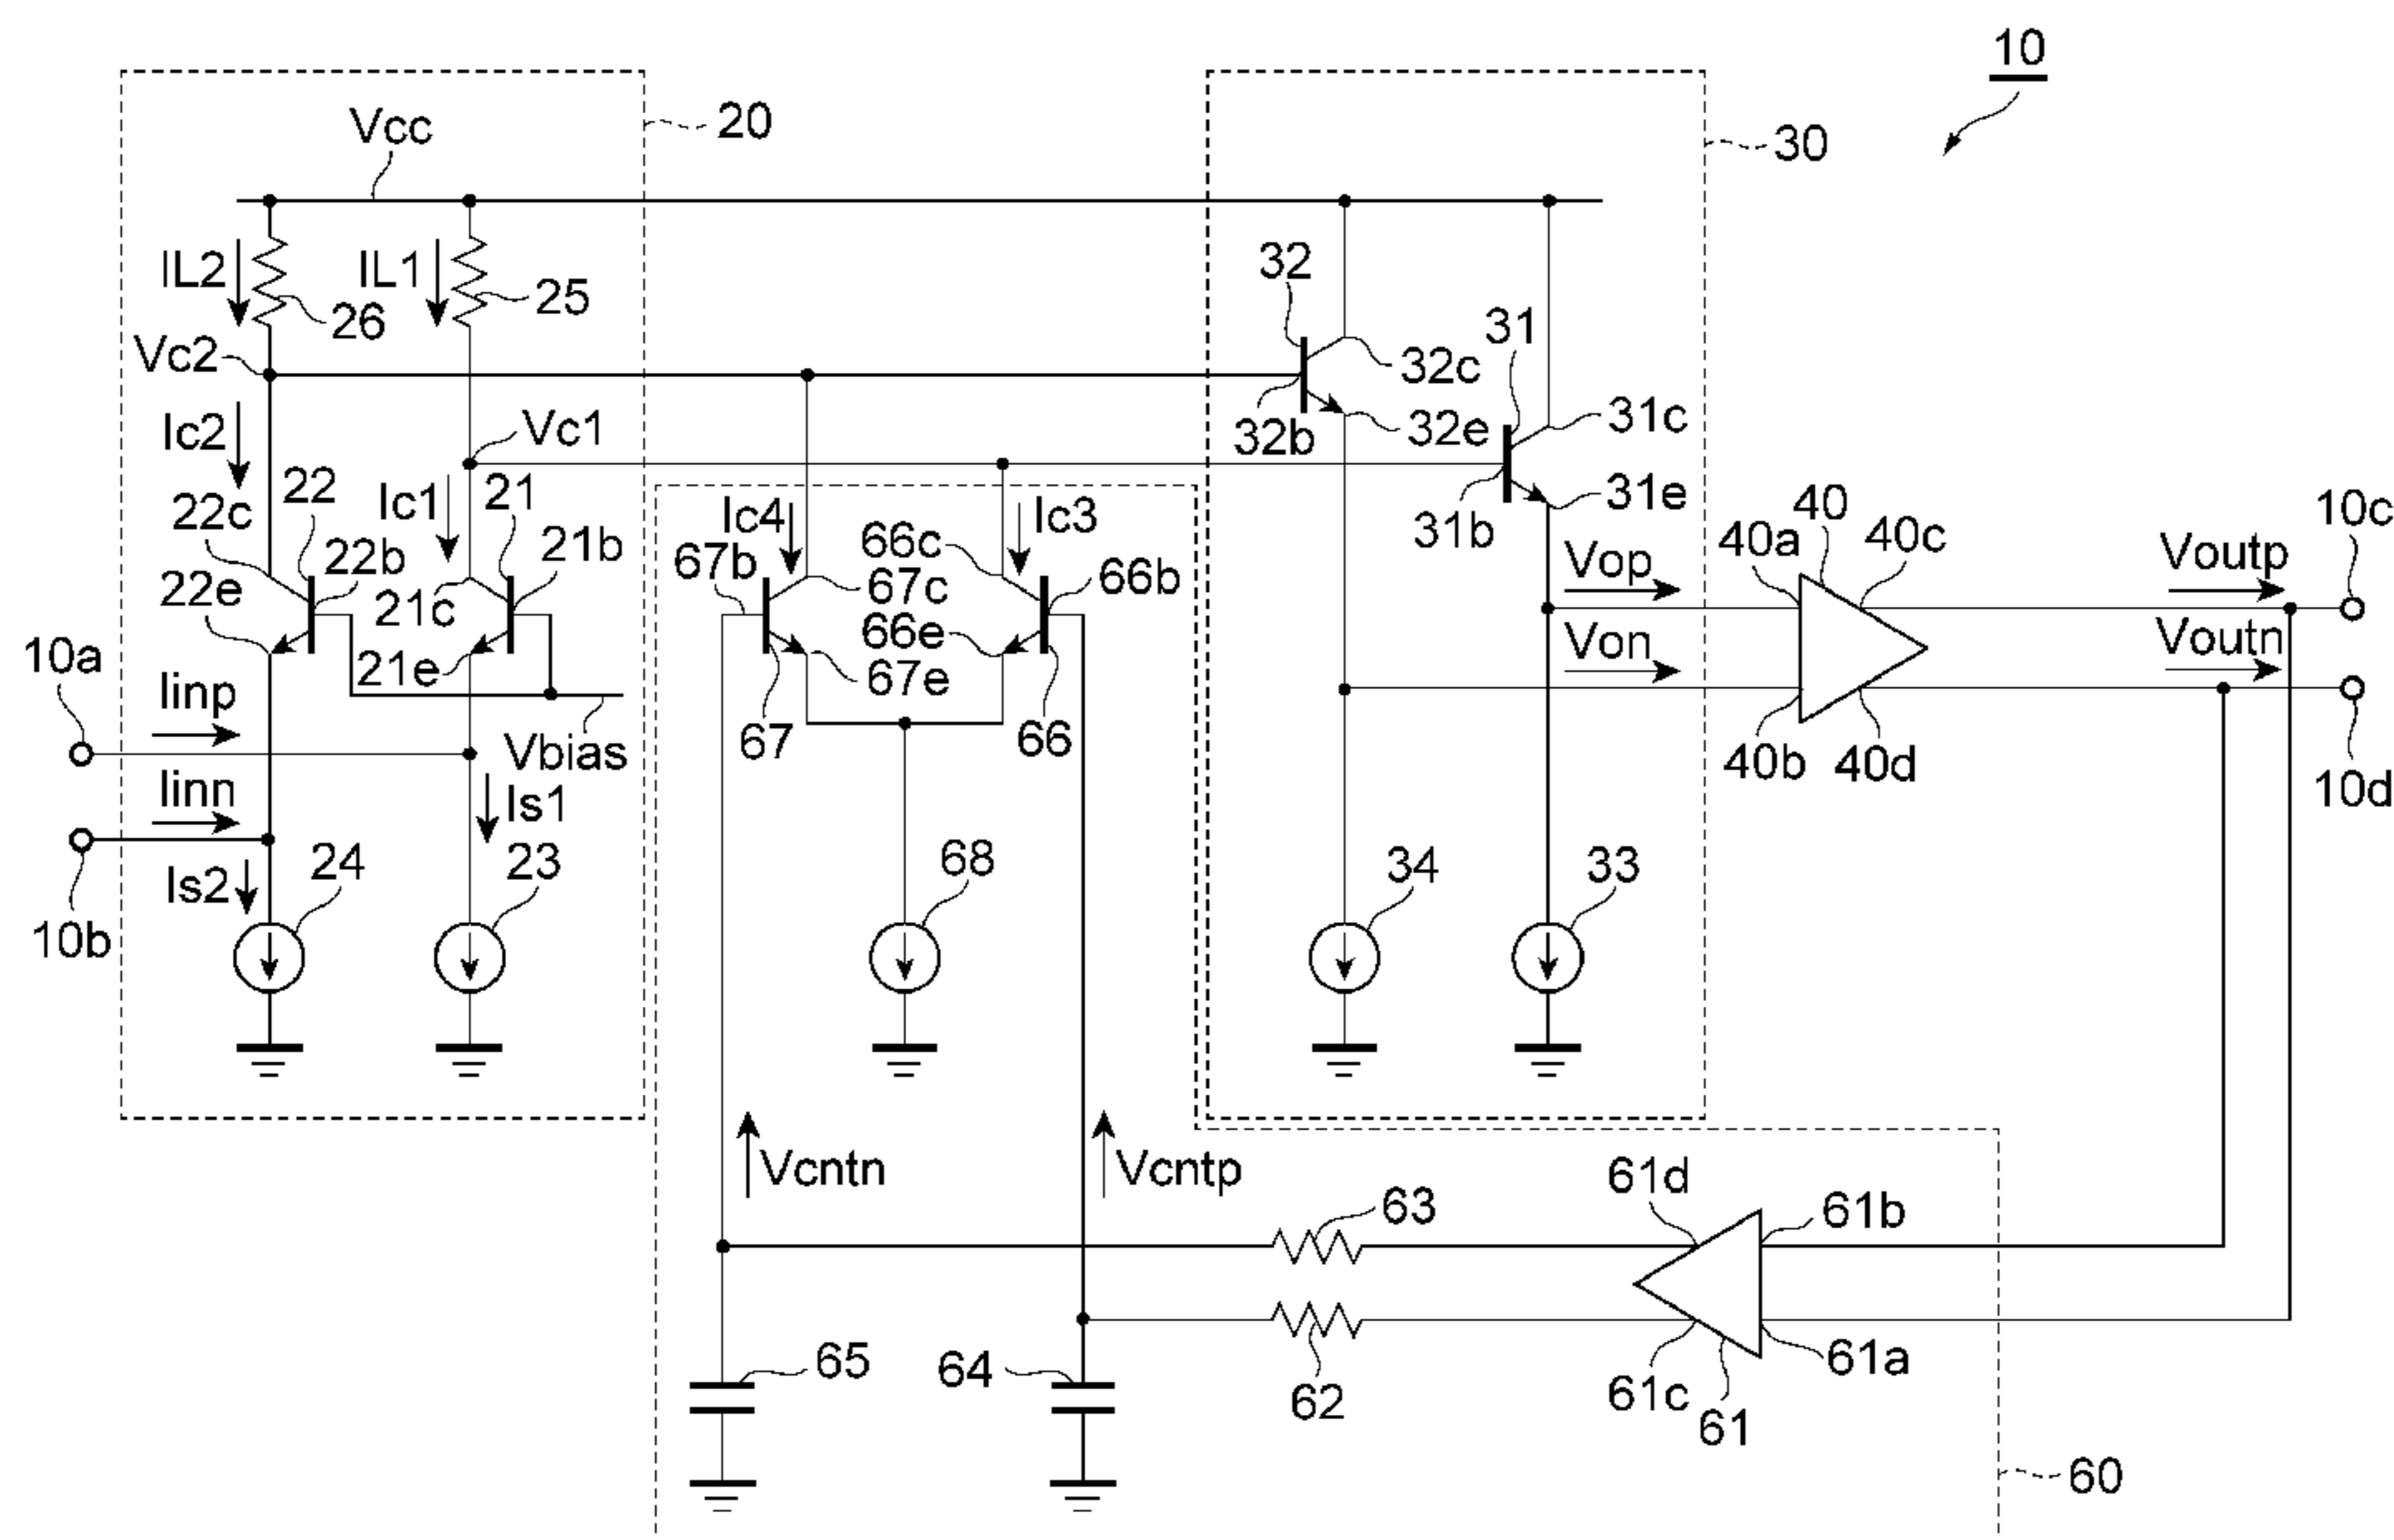 10
20
Vcc
30
IL2
IL1
26
25
32
31
Vc2
32c
31c
Ic2
Vc1
32b
32e
31e
22c
22
Ic1
21
Ic4
66c
Ic3
31b
10c
22b
21b
67b
67c
66b
Vop
40a
40
40c
Voutp
22e
21c
66e
10a
21e
67e
Von
Voutn
Iinp
67
66
Vbias
40b
40d
10d
Iinn
Is1
10b
Is2
24
23
68
34
33
Vcntn
Vcntp
61d
63
61b
65
64
62
61c
61
61a
60